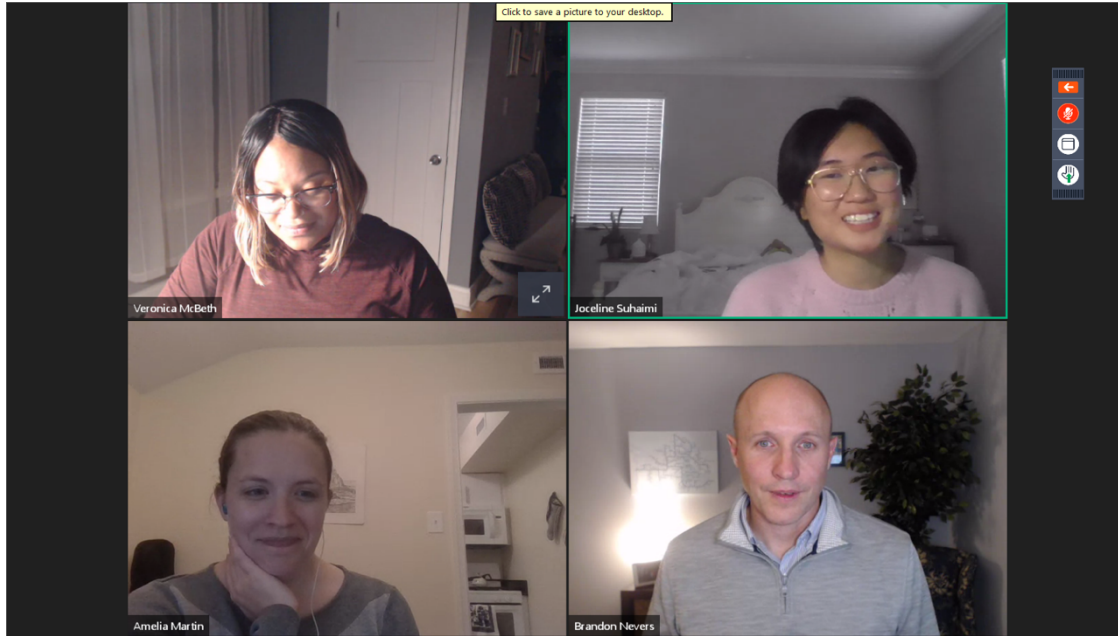 Click to save a picture to your desktop.
Veronica McBeth
Joceline Suhaimi
Amelia Martin
Brandon Nevers